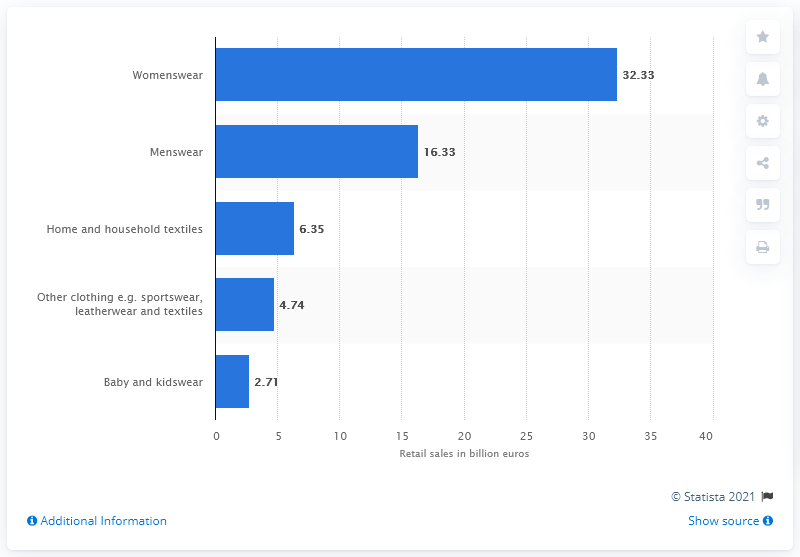 Womenswear
32.33
Menswear
16.33
Home and household textiles
6.35
Other clothing e.g. sportswear,
leatherwear and textiles
4.74
Baby and kidswear
2.71
0 5 10 15 20 25 30 35 40
Retail sales in billion euros
© Statista 2021
Additional Information
Show source